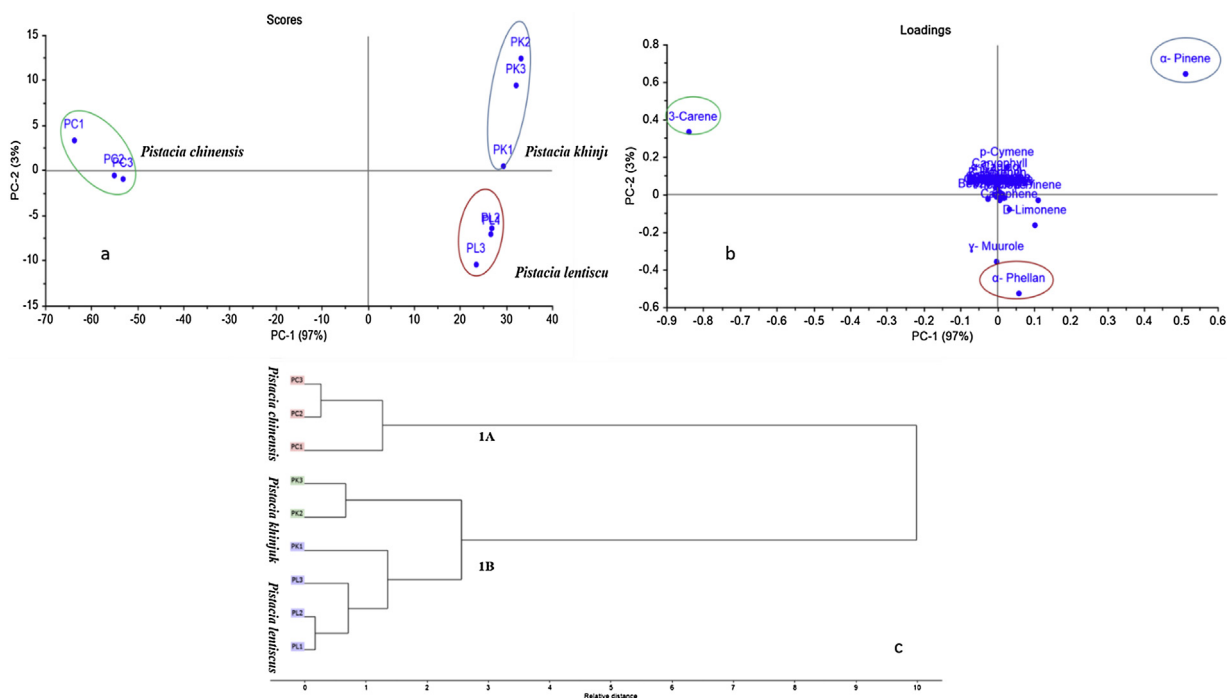 Scores
15
10
5
0
-5
-10
-15
PC-2 (3%)
PC1
PC2
PC3
Pistacia chinensis
PK2
PK3
PK1
Pistacia khinji
PL3
Pistacia lentiscu
a
-70 -60 -50 -40 -30 -20 -10 0 10 20 30 40
PC-1 (97%)
Loadings
0.8
0.6
0.4
0.2
0
-0.2
-0.4
-0.6
PC-2 (3%)
α- Pinene
3-Carene
p-Cymene
Caryophyll
D-Limonene
γ- Muurole
α- Phellan
b
-0.9 -0.8 -0.7 -0.6 -0.5 -0.4 -0.3 -0.2 -0.1 0 0.1 0.2 0.3 0.4 0.5 0.6
PC-1 (97%)
Pistacia chinensis
Pistacia khinjuk
Pistacia lentiscus
PC3
PC2
PC1
PK3
PK2
PK1
PL3
PL2
PL1
1A
1B
c
0 1 2 3 4 5 6 7 8 9 10
Relative distance